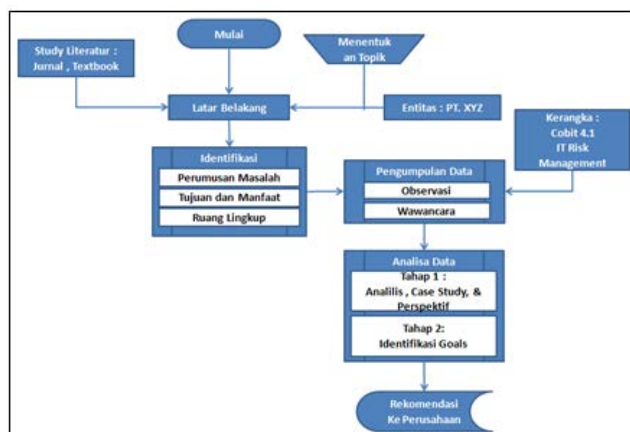 Mulai
Menentuk
an Topik
Study Literatur :
Jurnal , Textbook
Latar Belakang
Entitas : PT. XYZ
Kerangka :
Cobit 4.1
IT Risk
Management
Identifikasi
Perumusan Masalah
Tujuan dan Manfaat
Ruang Lingkup
Pengumpulan Data
Observasi
Wawancara
Analisa Data
Tahap 1 :
Analilis , Case Study, &
Perspektif
Tahap 2:
Identifikasi Goals
Rekomendasi
Ke Perusahaan